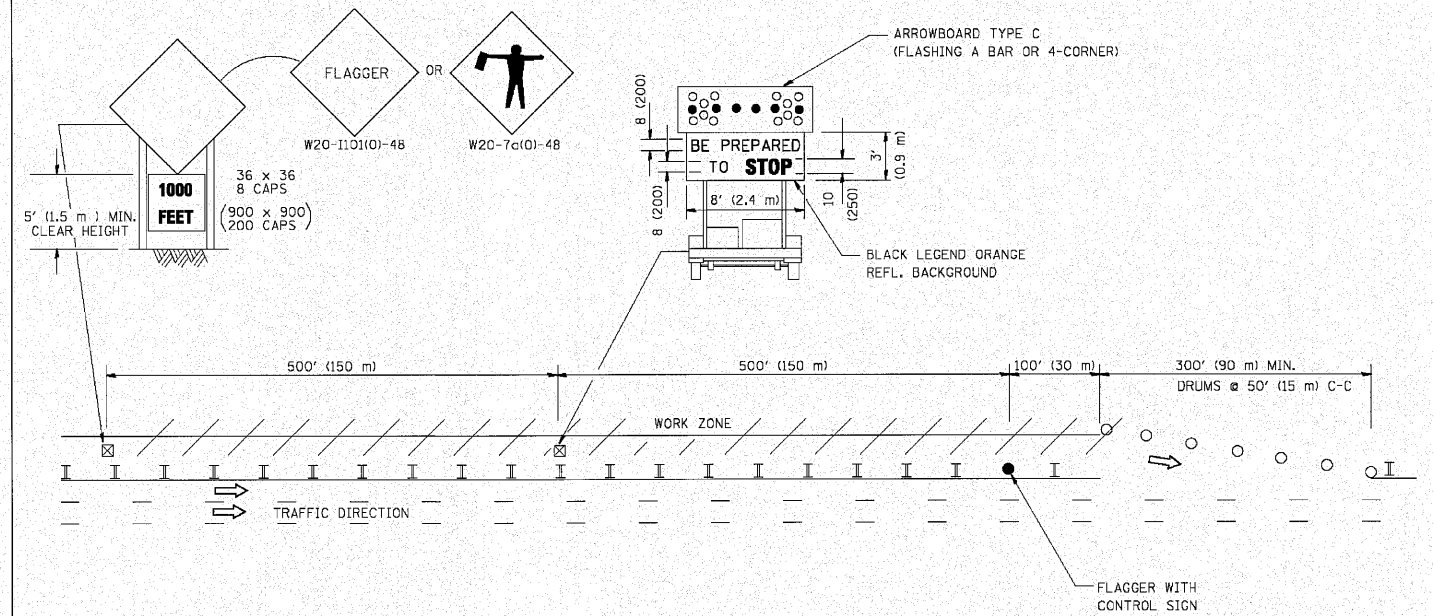 ARROWBOARD TYPE C
(FLASHING A BAR OR 4-CORNER)
FLAGGER
OR
W20-I101(O)-48
W20-7a(O)-48
8 (200)
BE PREPARED
TO STOP
3'
(0.9 m)
8 (200)
8' (2.4 m)
10
(250)
1000
FEET
36 x 36
8 CAPS
(900 x 900)
200 CAPS
5' (1.5 m ) MIN.
CLEAR HEIGHT
BLACK LEGEND ORANGE
REFL. BACKGROUND
500' (150 m)
500' (150 m)
100' (30 m)
300' (90 m) MIN.
DRUMS @ 50' (15 m) C-C
WORK ZONE
TRAFFIC DIRECTION
FLAGGER WITH
CONTROL SIGN